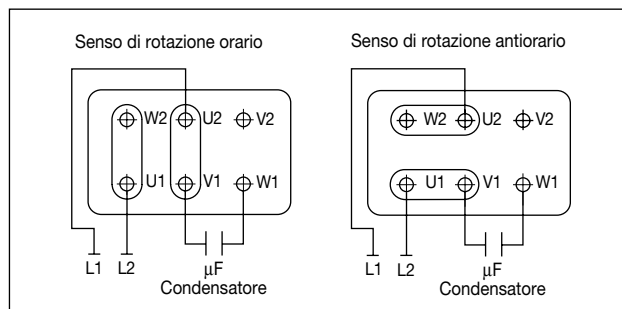 Senso di rotazione orario
W2 U2 V2
U1 V1 W1
L1 L2 µF
Condensatore
Senso di rotazione antiorario
W2 U2 V2
U1 V1 W1
L1 L2 µF
Condensatore